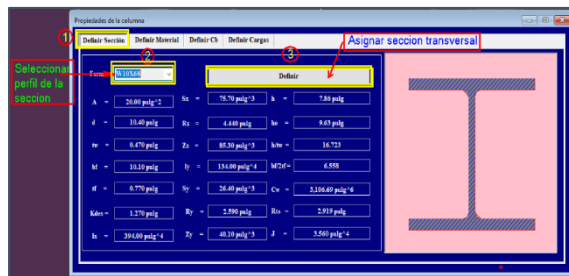 Propiedades de la columna
1 Definir Sección Definir Material Definir Cb Definir Cargas Asignar seccion transversal
2 3
Seleccionar perfil de la seccion
W10X68 Definir
A = 20.00 pulg^2 Sx = 75.70 pulg^3 h = 7.86 pulg
d = 10.40 pulg Rx = 4.440 pulg ho = 9.63 pulg
tw = 0.470 pulg Zx = 85.30 pulg^3 h/tw = 16.723
bf = 10.10 pulg Iy = 134.00 pulg^4 bf/2tf = 6.558
tf = 0.770 pulg Sy = 26.40 pulg^3 Cw = 3,106.69 pulg^6
Kdes = 1.270 pulg Ry = 2.590 pulg Rts = 2.919 pulg
Ix = 394.00 pulg^4 Zy = 40.10 pulg^3 J = 3.560 pulg^4